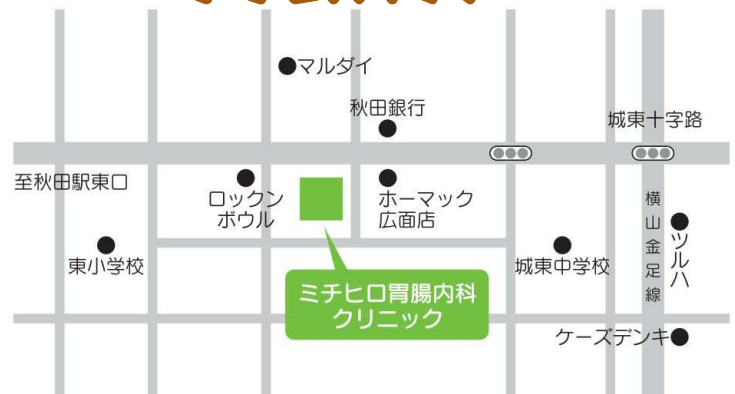 マルダイ
秋田銀行
城東十字路
至秋田駅東口
ロックン
ボウル
ホーマック
広面店
横山金足線
ツルハ
東小学校
城東中学校
ミチヒロ胃腸内科
クリニック
ケーズデンキ